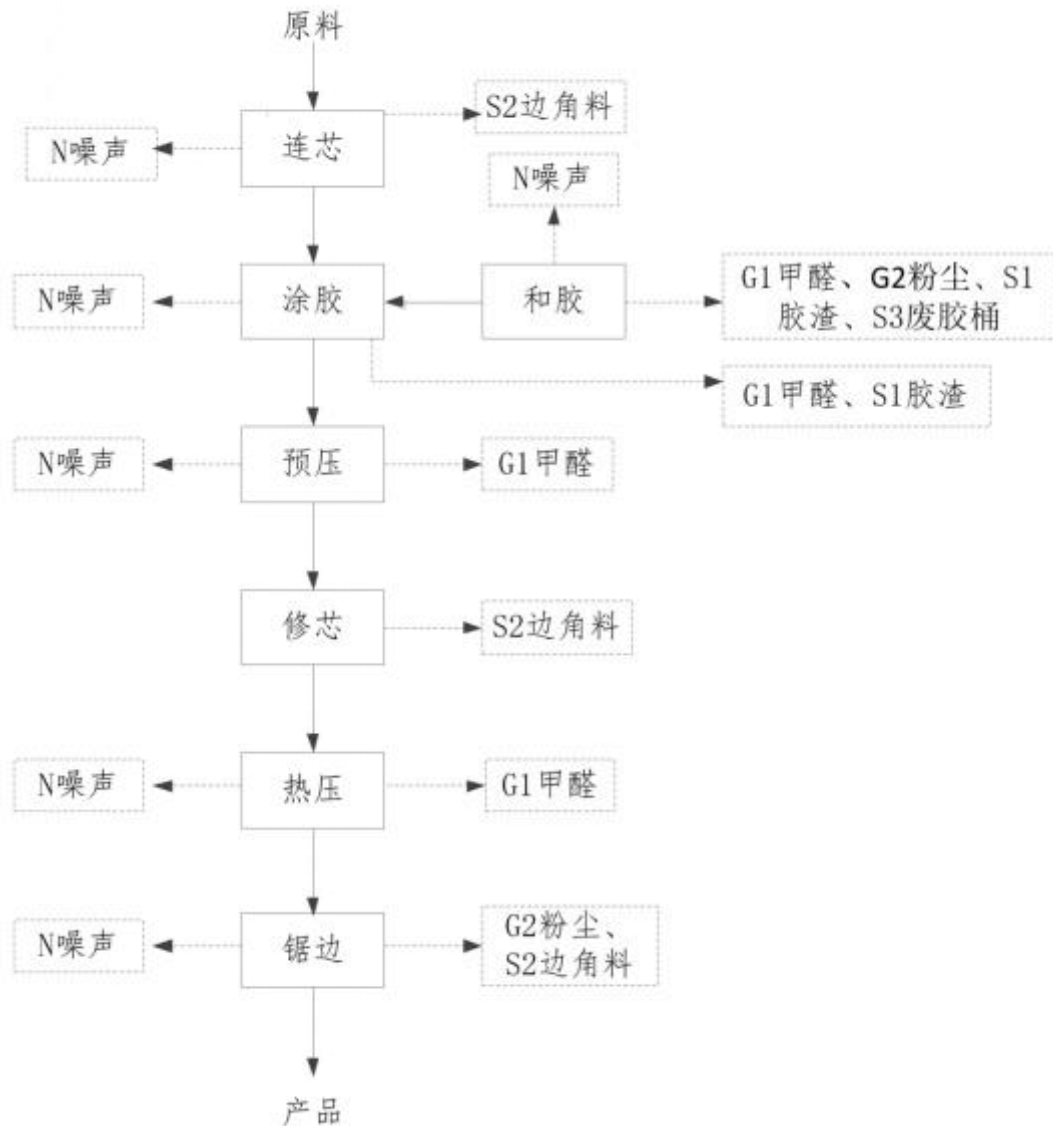 原料
S2边角料
N噪声
连芯
N噪声
N噪声
涂胶
和胶
G1甲醛、G2粉尘、S1
胶渣、S3废胶桶
G1甲醛、S1胶渣
N噪声
预压
G1甲醛
修芯
S2边角料
N噪声
热压
G1甲醛
N噪声
锯边
G2粉尘、
S2边角料
产品